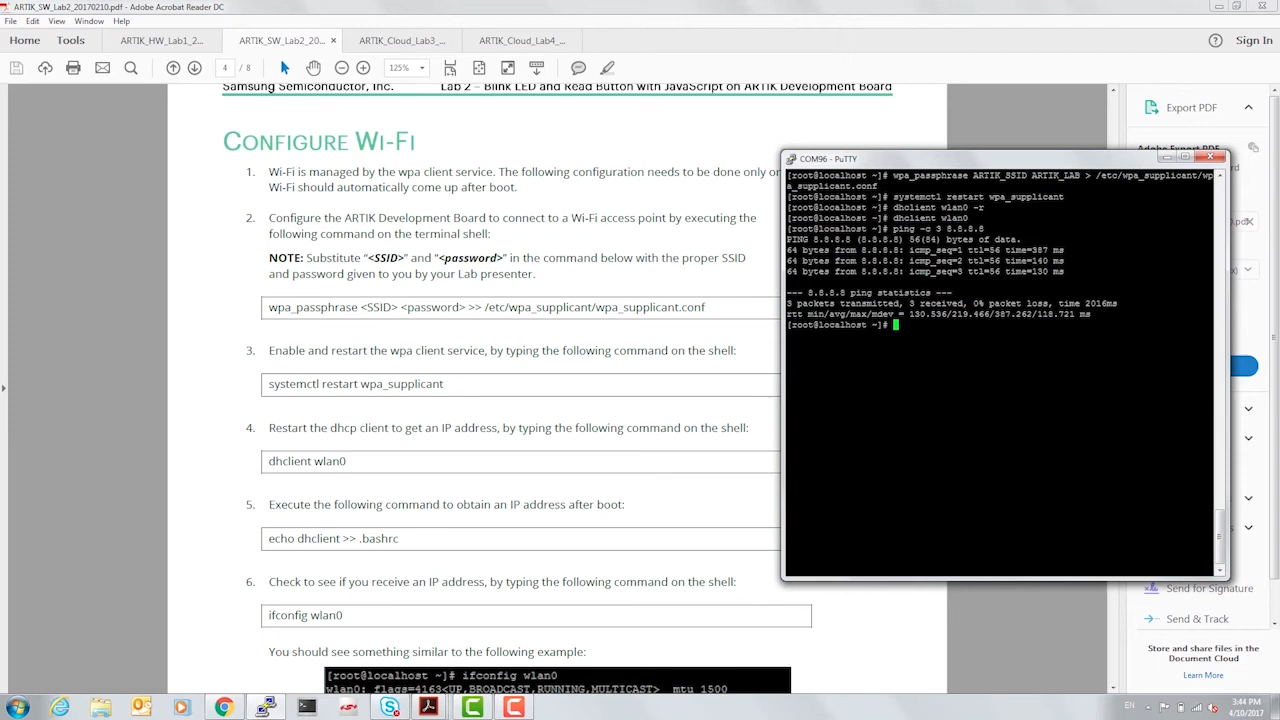 ARTIK_SW_Lab2_20170210.pdf - Adobe Acrobat Reader DC
File Edit View Window Help
Home Tools ARTIK_HW_Lab1_2... ARTIK_SW_Lab2_20... × ARTIK_Cloud_Lab3_... ARTIK_Cloud_Lab4_... Sign In
4 / 8 125%
Samsung Semiconductor, Inc. Lab 2 – Blink LED and Read Button with JavaScript on ARTIK Development Board
CONFIGURE WI-FI
1. Wi-Fi is managed by the wpa client service. The following configuration needs to be done only on
Wi-Fi should automatically come up after boot.
2. Configure the ARTIK Development Board to connect to a Wi-Fi access point by executing the
following command on the terminal shell:
NOTE: Substitute “<SSID>” and “<password>” in the command below with the proper SSID
and password given to you by your Lab presenter.
wpa_passphrase <SSID> <password> >> /etc/wpa_supplicant/wpa_supplicant.conf
3. Enable and restart the wpa client service, by typing the following command on the shell:
systemctl restart wpa_supplicant
4. Restart the dhcp client to get an IP address, by typing the following command on the shell:
dhclient wlan0
5. Execute the following command to obtain an IP address after boot:
echo dhclient >> .bashrc
6. Check to see if you receive an IP address, by typing the following command on the shell:
ifconfig wlan0
You should see something similar to the following example:
[root@localhost ~]# ifconfig wlan0
wlan0: flags=4163<UP,BROADCAST,RUNNING,MULTICAST> mtu 1500
COM96 - PuTTY
[root@localhost ~]# wpa_passphrase ARTIK_SSID ARTIK_LAB > /etc/wpa_supplicant/wp
a_supplicant.conf
[root@localhost ~]# systemctl restart wpa_supplicant
[root@localhost ~]# dhclient wlan0 -r
[root@localhost ~]# dhclient wlan0
[root@localhost ~]# ping -c 3 8.8.8.8
PING 8.8.8.8 (8.8.8.8) 56(84) bytes of data.
64 bytes from 8.8.8.8: icmp_seq=1 ttl=56 time=387 ms
64 bytes from 8.8.8.8: icmp_seq=2 ttl=56 time=140 ms
64 bytes from 8.8.8.8: icmp_seq=3 ttl=56 time=130 ms
--- 8.8.8.8 ping statistics ---
3 packets transmitted, 3 received, 0% packet loss, time 2016ms
rtt min/avg/max/mdev = 130.536/219.466/387.262/118.721 ms
[root@localhost ~]#
Export PDF
Adobe Export PDF
Send for Signature
Send & Track
Store and share files in the
Document Cloud
Learn More
EN
3:44 PM
4/10/2017